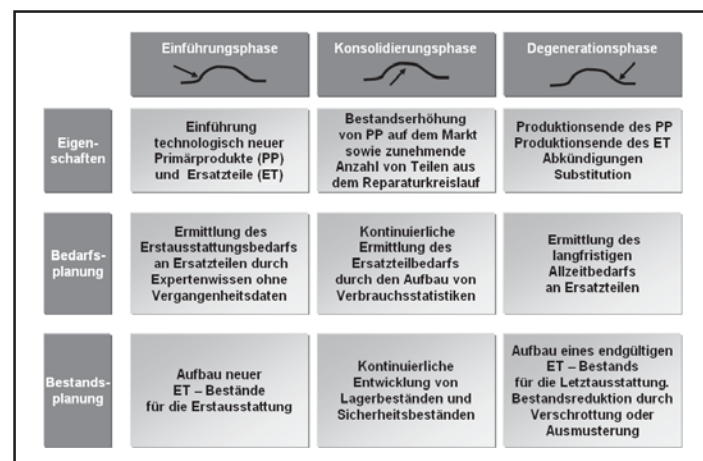 Einführungsphase
Konsolidierungsphase
Degenerationsphase
Eigen-
schaften
Einführung
technologisch neuer
Primärprodukte (PP)
und Ersatzteile (ET)
Bestandserhöhung
von PP auf dem Markt
sowie zunehmende
Anzahl von Teilen aus
dem Reparaturkreislauf
Produktionsende des PP
Produktionsende des ET
Abkündigungen
Substitution
Bedarfs-
planung
Ermittlung des
Erstausstattungsbedarfs
an Ersatzteilen durch
Expertenwissen ohne
Vergangenheitsdaten
Kontinuierliche
Ermittlung des
Ersatzteilbedarfs
durch den Aufbau von
Verbrauchsstatistiken
Ermittlung des
langfristigen
Allzeitbedarfs
an Ersatzteilen
Bestands-
planung
Aufbau neuer
ET – Bestände
für die Erstausstattung
Kontinuierliche
Entwicklung von
Lagerbeständen und
Sicherheitsbeständen
Aufbau eines endgültigen
ET – Bestands
für die Letztausstattung.
Bestandsreduktion durch
Verschrottung oder
Ausmusterung